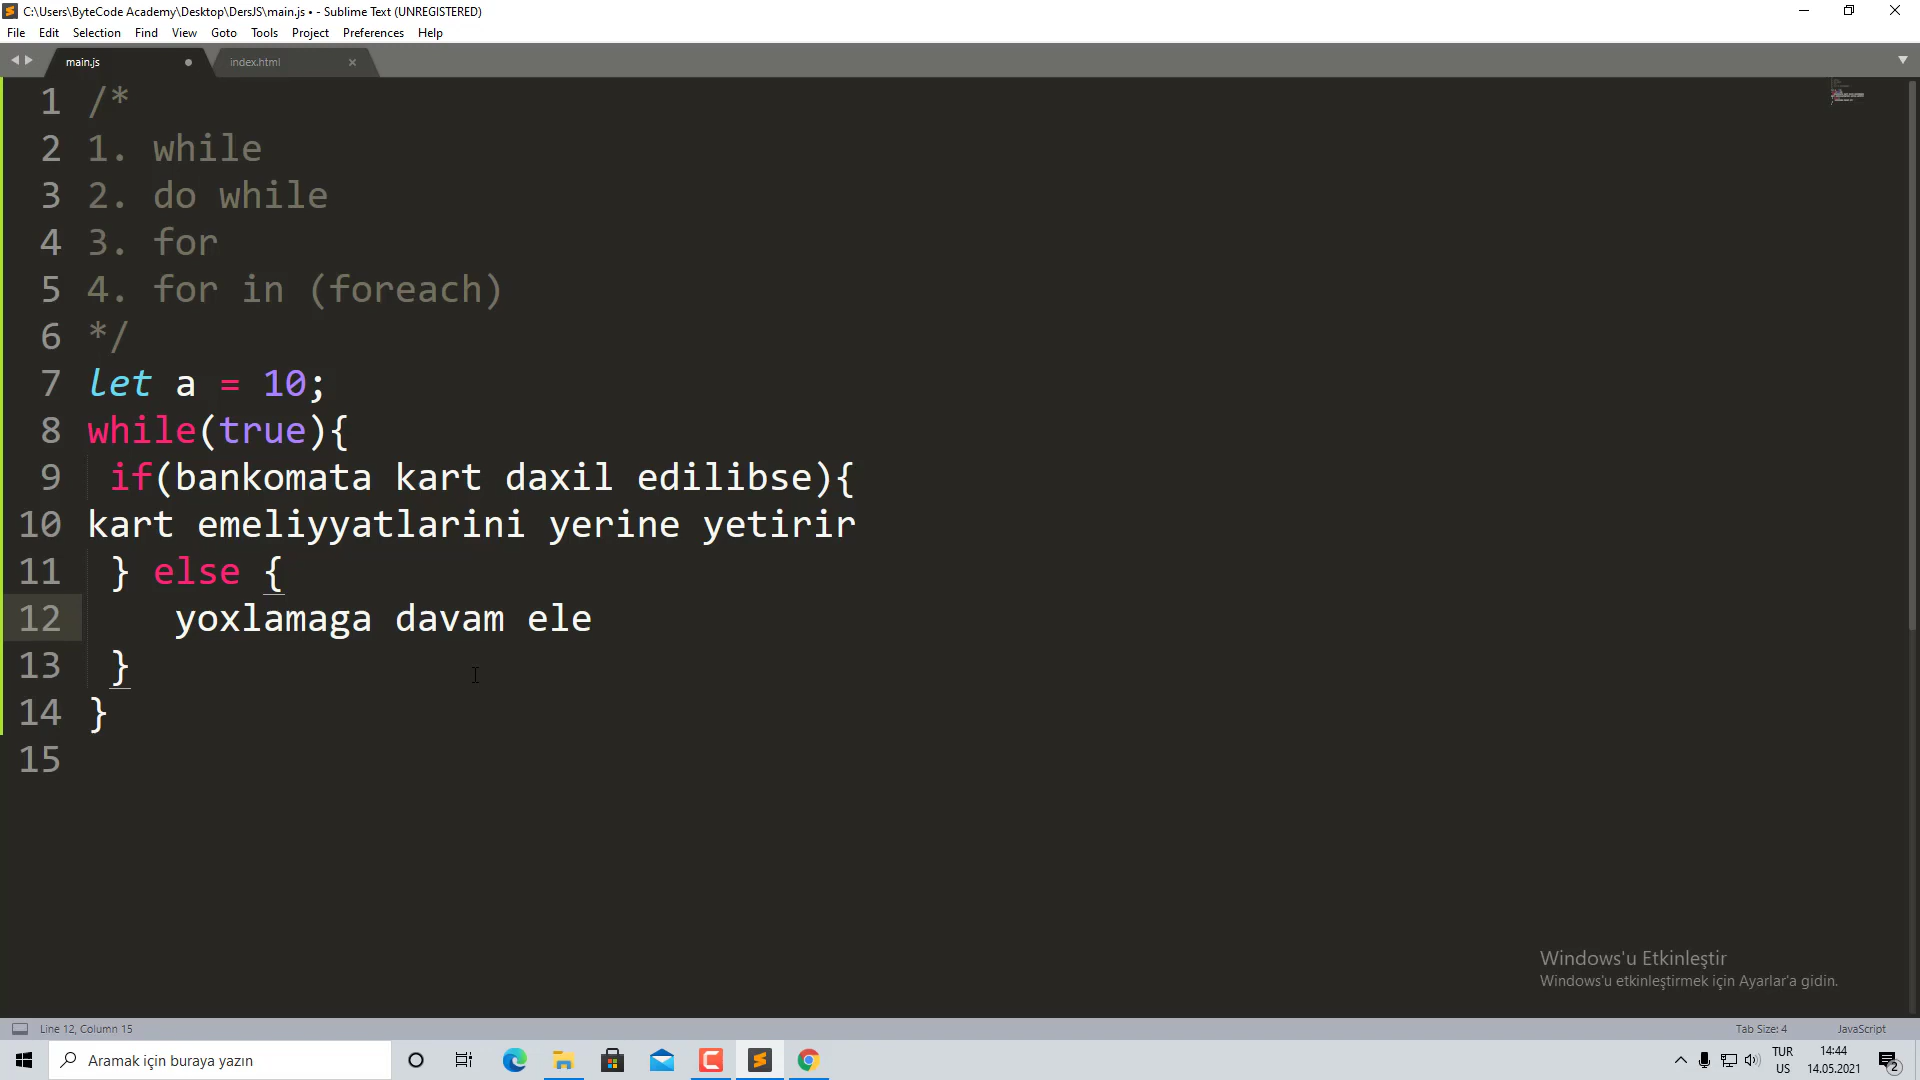 C:\Users\ByteCode Academy\Desktop\DersJS\main.js • - Sublime Text (UNREGISTERED)
File Edit Selection Find View Goto Tools Project Preferences Help
main.js index.html
1 /*
2 1. while
3 2. do while
4 3. for
5 4. for in (foreach)
6 */
7 let a = 10;
8 while(true){
9 if(bankomata kart daxil edilibse){
10 kart emeliyyatlarini yerine yetirir
11 } else {
12 yoxlamaga davam ele
13 }
14 }
15
Windows'u Etkinleştir
Windows'u etkinleştirmek için Ayarlar'a gidin.
Line 12, Column 15 Tab Size: 4 JavaScript
Aramak için buraya yazın
TUR 14:44
US 14.05.2021 2